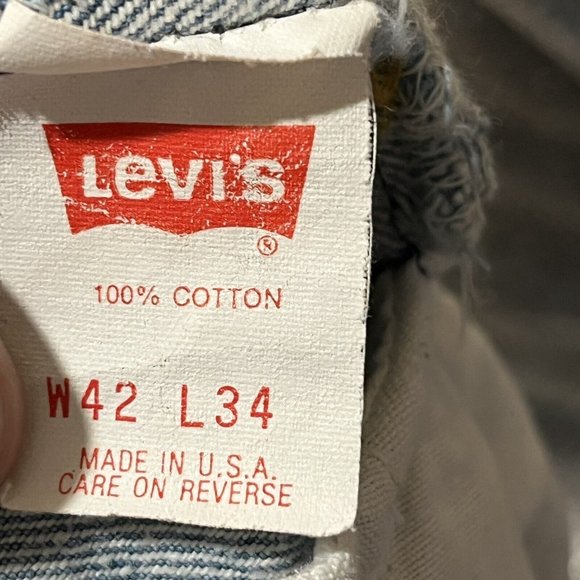 Levi's
®
100% COTTON
W42 L34
MADE IN U.S.A.
CARE ON REVERSE